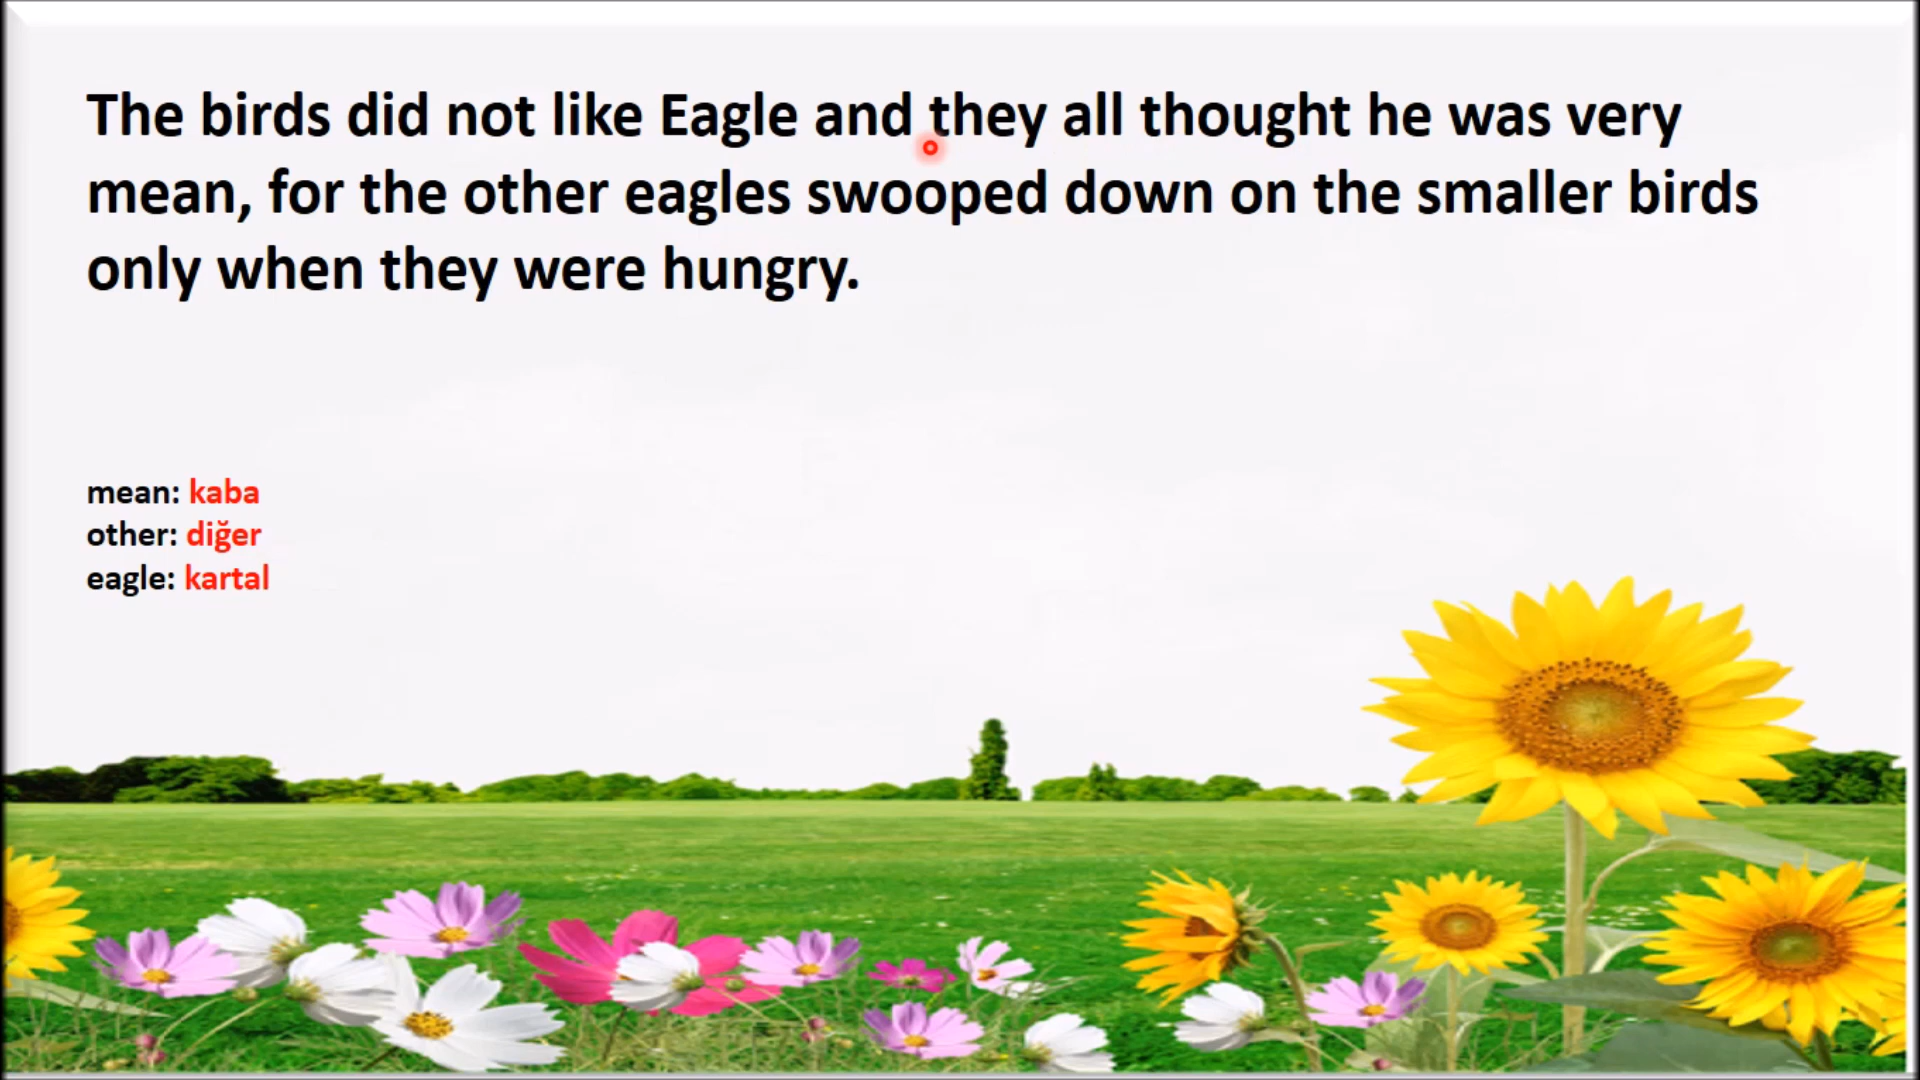 The birds did not like Eagle and they all thought he was very
mean, for the other eagles swooped down on the smaller birds
only when they were hungry.
mean: kaba
other: diğer
eagle: kartal